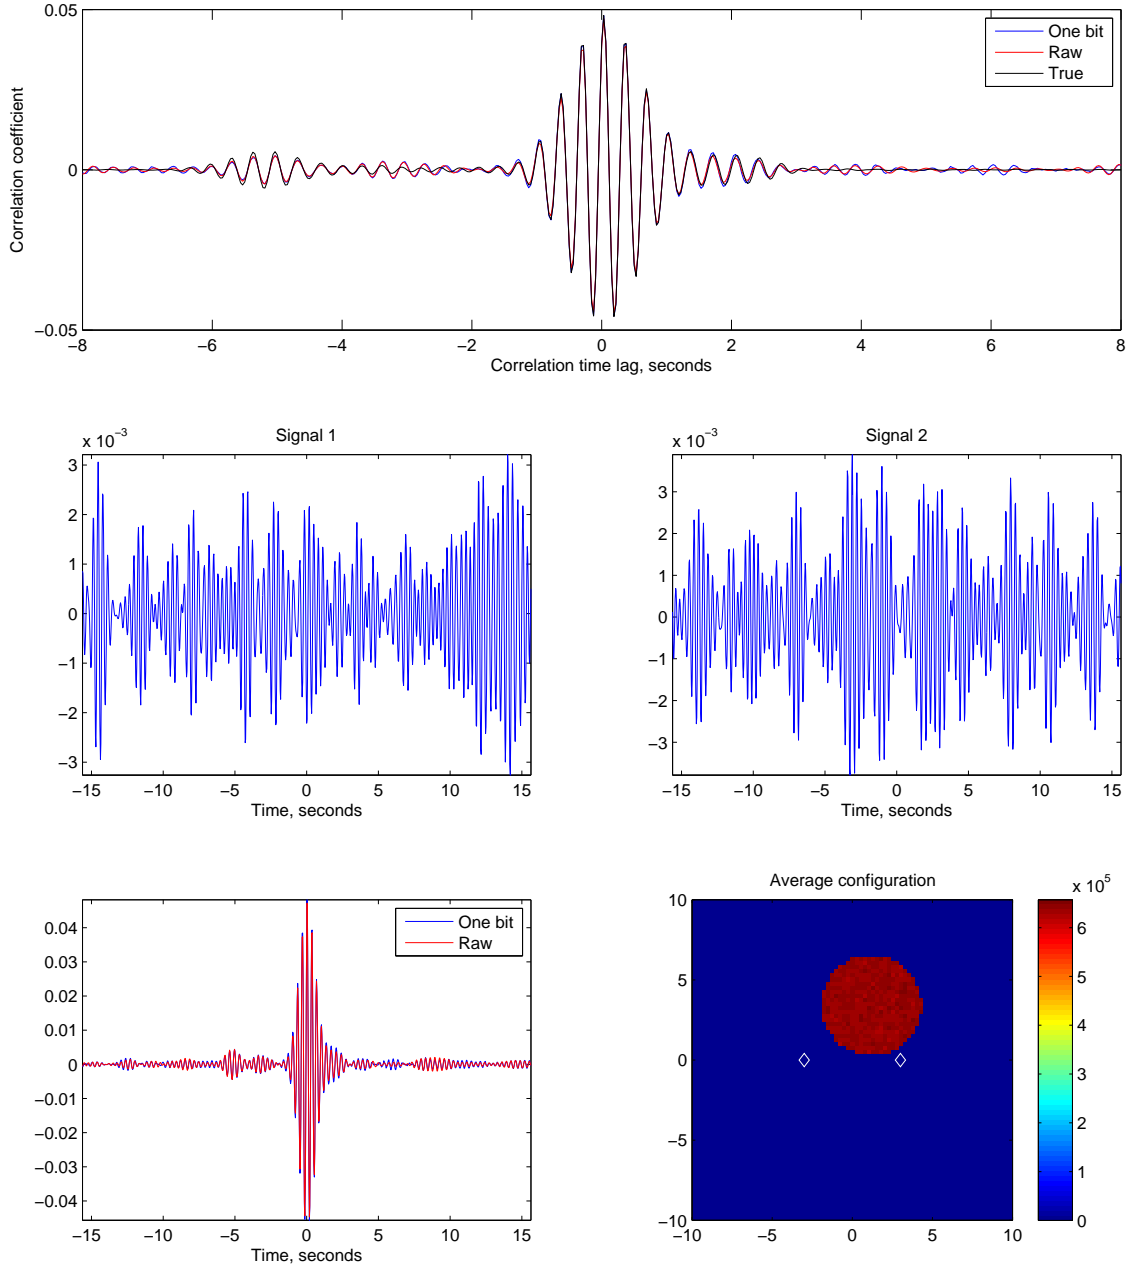 0.05
0
−0.05
Correlation coefficient
One bit
Raw
True
−8 −6 −4 −2 0 2 4 6 8
Correlation time lag, seconds
x 10−3
Signal 1
3
2
1
0
−1
−2
−3
−15 −10 −5 0 5 10 15
Time, seconds
x 10−3
Signal 2
3
2
1
0
−1
−2
−3
−15 −10 −5 0 5 10 15
Time, seconds
0.04
0.03
0.02
0.01
0
−0.01
−0.02
−0.03
−0.04
One bit
Raw
−15 −10 −5 0 5 10 15
Time, seconds
Average configuration
10
5
0
−5
−10
−10 −5 0 5 10
x 10⁵
6
5
4
3
2
1
0